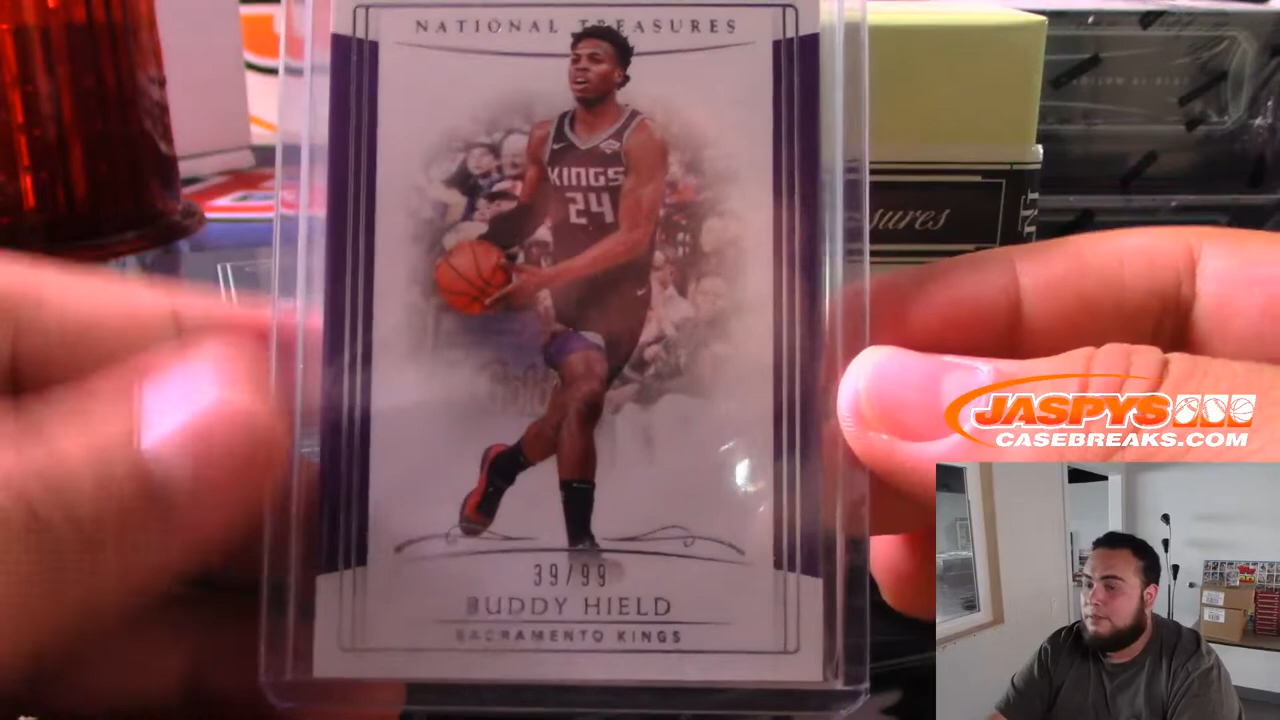 NATIONAL TREASURES
KINGS
24
39/99
BUDDY HIELD
SACRAMENTO KINGS
sures
JASPYS
CASEBREAKS.COM